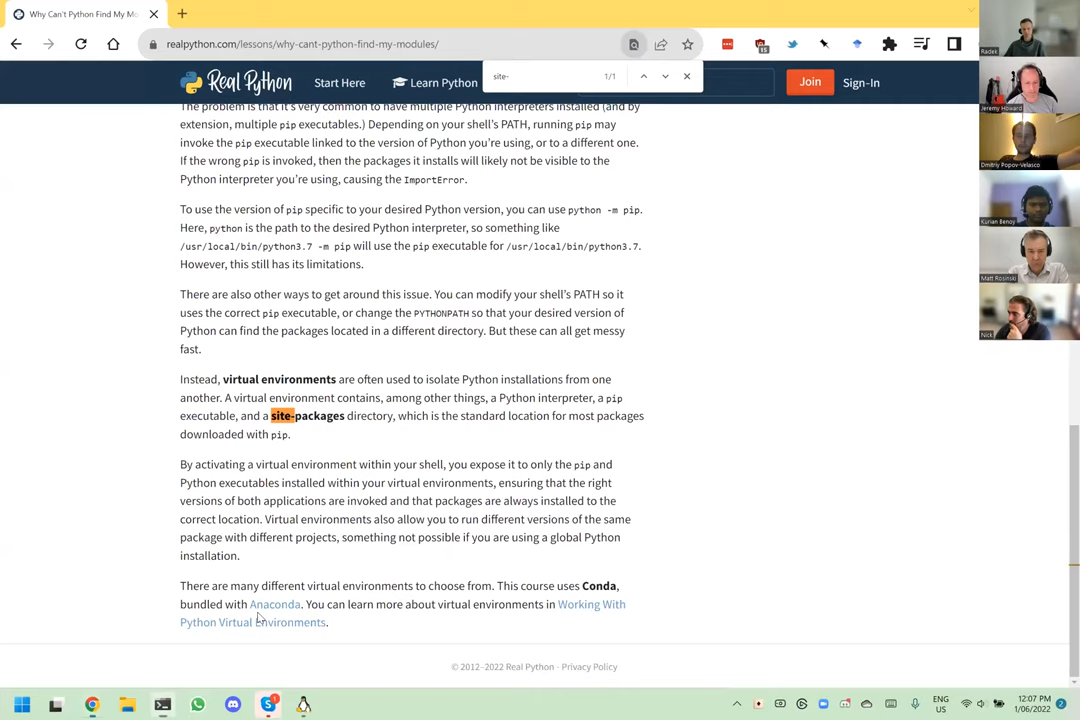 Why Can't Python Find My Mo
realpython.com/lessons/why-cant-python-find-my-modules/
Real Python
Start Here
Learn Python
site-
1/1
Join
Sign-In
The problem is that it's very common to have multiple Python interpreters installed (and by
extension, multiple pip executables.) Depending on your shell's PATH, running pip may
invoke the pip executable linked to the version of Python you're using, or to a different one.
If the wrong pip is invoked, then the packages it installs will likely not be visible to the
Python interpreter you're using, causing the ImportError.
To use the version of pip specific to your desired Python version, you can use python -m pip.
Here, python is the path to the desired Python interpreter, so something like
/usr/local/bin/python3.7 -m pip will use the pip executable for /usr/local/bin/python3.7.
However, this still has its limitations.
There are also other ways to get around this issue. You can modify your shell's PATH so it
uses the correct pip executable, or change the PYTHONPATH so that your desired version of
Python can find the packages located in a different directory. But these can all get messy
fast.
Instead, virtual environments are often used to isolate Python installations from one
another. A virtual environment contains, among other things, a Python interpreter, a pip
executable, and a site-packages directory, which is the standard location for most packages
downloaded with pip.
By activating a virtual environment within your shell, you expose it to only the pip and
Python executables installed within your virtual environments, ensuring that the right
versions of both applications are invoked and that packages are always installed to the
correct location. Virtual environments also allow you to run different versions of the same
package with different projects, something not possible if you are using a global Python
installation.
There are many different virtual environments to choose from. This course uses Conda,
bundled with Anaconda. You can learn more about virtual environments in Working With
Python Virtual Environments.
© 2012–2022 Real Python · Privacy Policy
Radek
Jeremy Howard
Dmitriy Popov-Velasco
Kurian Benoy
Matt Rosinski
Nick
ENG
US
12:07 PM
1/06/2022
2